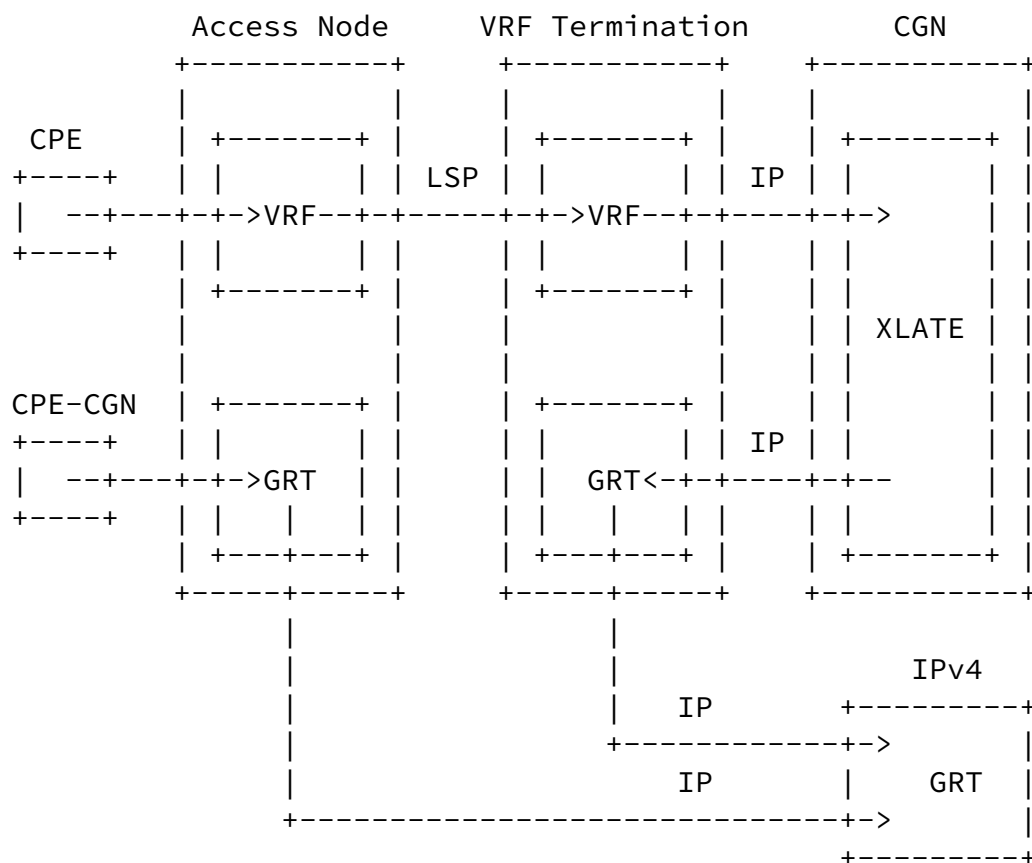 Access Node VRF Termination CGN
CPE
LSP IP
VRF VRF
XLATE
CPE-CGN
IP
GRT GRT
IPv4
IP
IP GRT